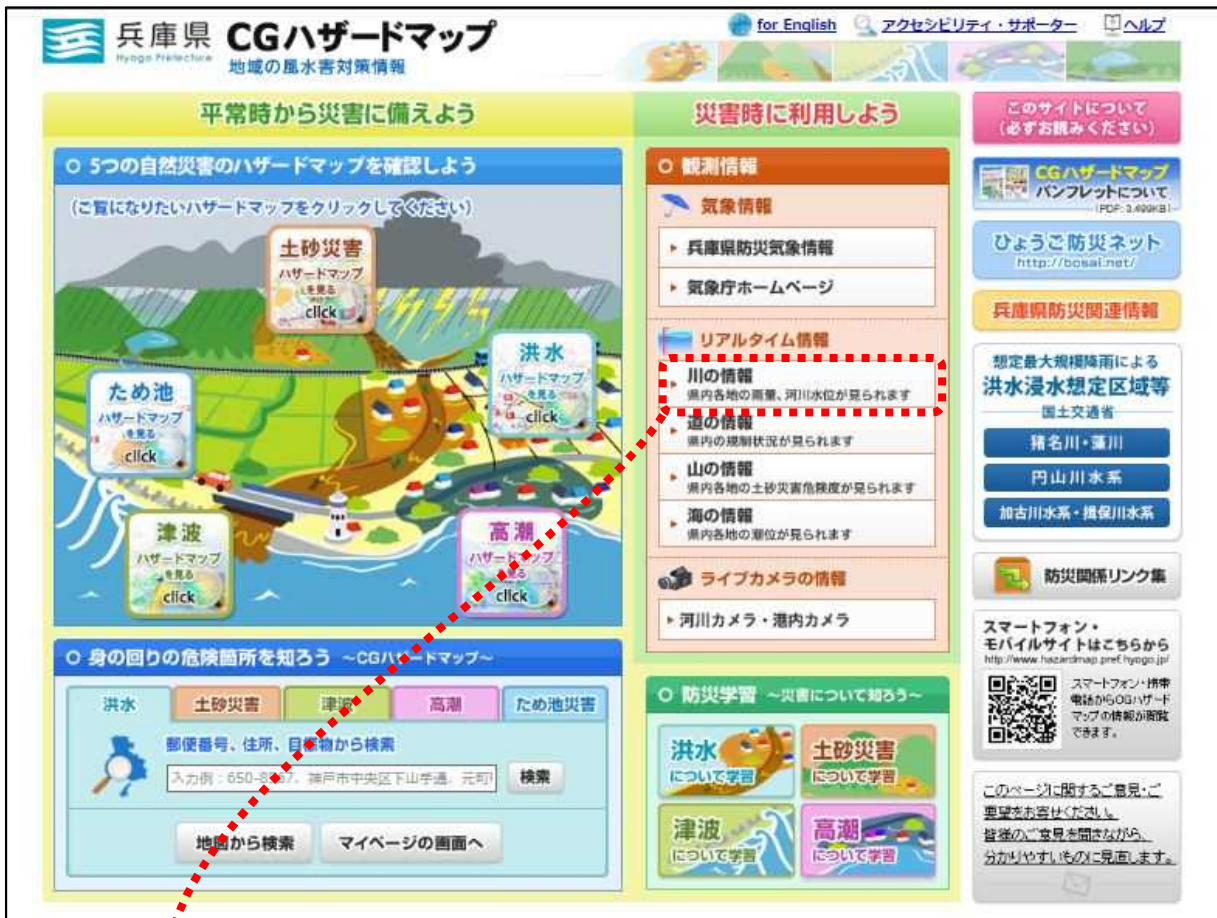 兵庫県
Hyogo Prefecture
CGハザードマップ
地域の風水害対策情報
for English
アクセシビリティ・サポーター
ヘルプ
平常時から災害に備えよう
5つの自然災害のハザードマップを確認しよう
(ご覧になりたいハザードマップをクリックしてください)
土砂災害
ハザードマップ
を見る
click
洪水
ハザードマップ
を見る
click
ため池
ハザードマップ
を見る
click
津波
ハザードマップ
を見る
click
高潮
ハザードマップ
を見る
click
身の回りの危険箇所を知ろう ~CGハザードマップ~
洪水
土砂災害
津波
高潮
ため池災害
郵便番号、住所、目標物から検索
入力例：650-8567、神戸市中央区下山手通、元町
検索
地図から検索
マイページの画面へ
災害時に利用しよう
観測情報
気象情報
兵庫県防災気象情報
気象庁ホームページ
リアルタイム情報
川の情報
県内各地の雨量、河川水位が見られます
道の情報
県内の規制状況が見られます
山の情報
県内各地の土砂災害危険度が見られます
海の情報
県内各地の潮位が見られます
ライブカメラの情報
河川カメラ・港内カメラ
防災学習 ~災害について知ろう~
洪水
について学習
土砂災害
について学習
津波
について学習
高潮
について学習
このサイトについて
(必ずお読みください)
CGハザードマップ
パンフレットについて
(PDF: 3,499KB)
ひょうご防災ネット
http://bosai.net/
兵庫県防災関連情報
想定最大規模降雨による
洪水浸水想定区域等
国土交通省
猪名川・藻川
円山川水系
加古川水系・揖保川水系
防災関係リンク集
スマートフォン・
モバイルサイトはこちらから
http://www.hazardmap.pref.hyogo.jp/
スマートフォン・携帯
電話からCGハザード
マップの情報が閲覧
できます。
このページに関するご意見・ご
要望をお寄せください。
皆様のご意見を聞きながら、
分かりやすいものに見直します。